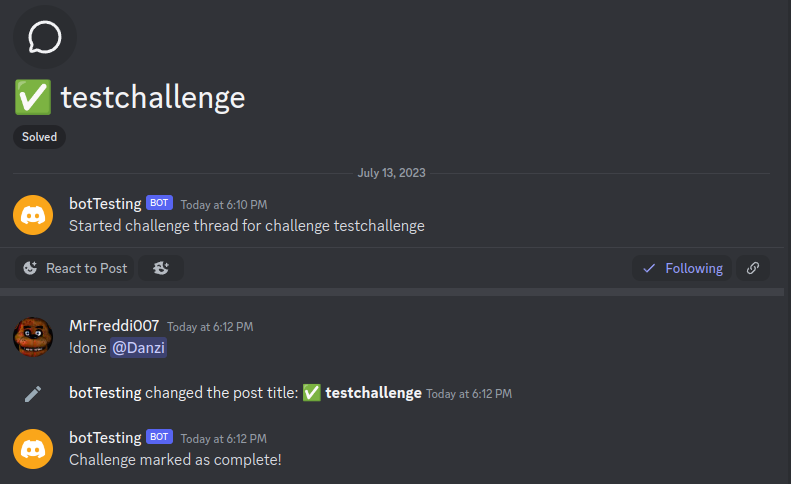 ✅ testchallenge
Solved
July 13, 2023
botTesting BOT Today at 6:10 PM
Started challenge thread for challenge testchallenge
React to Post
Following
MrFreddi007 Today at 6:12 PM
!done @Danzi
botTesting changed the post title: ✅ testchallenge Today at 6:12 PM
botTesting BOT Today at 6:12 PM
Challenge marked as complete!